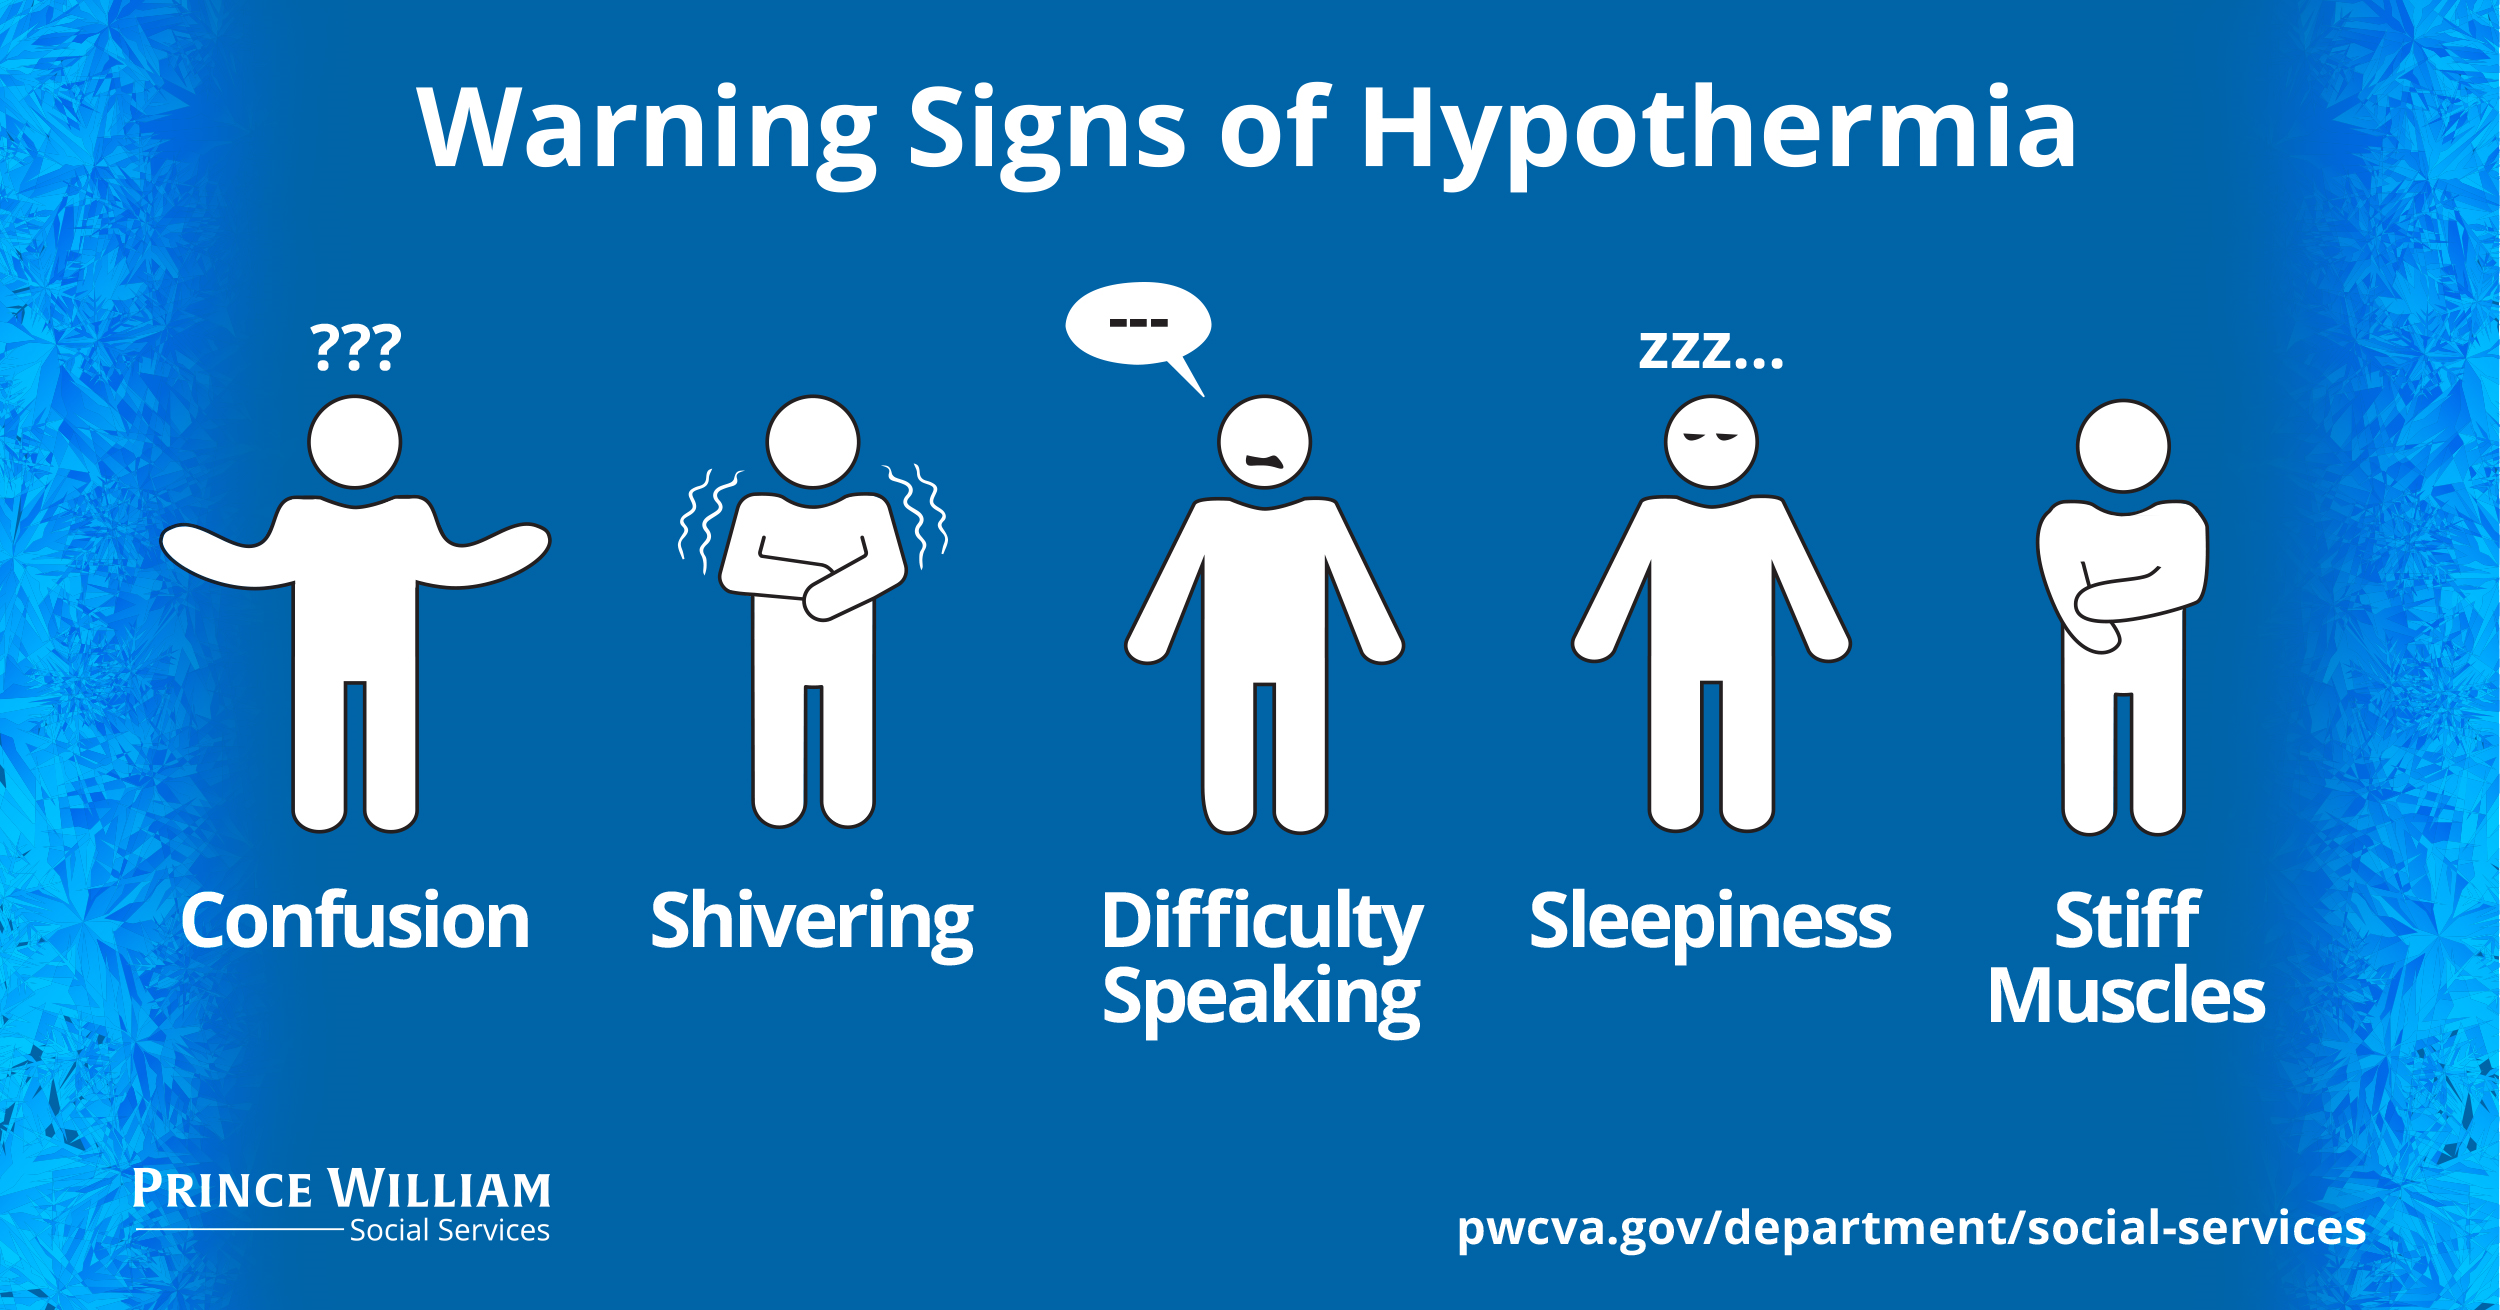 Warning Signs of Hypothermia
???
---
zzz...
Confusion
Shivering
Difficulty
Speaking
Sleepiness
Stiff
Muscles
PRINCE WILLIAM
Social Services
pwcva.gov/department/social-services